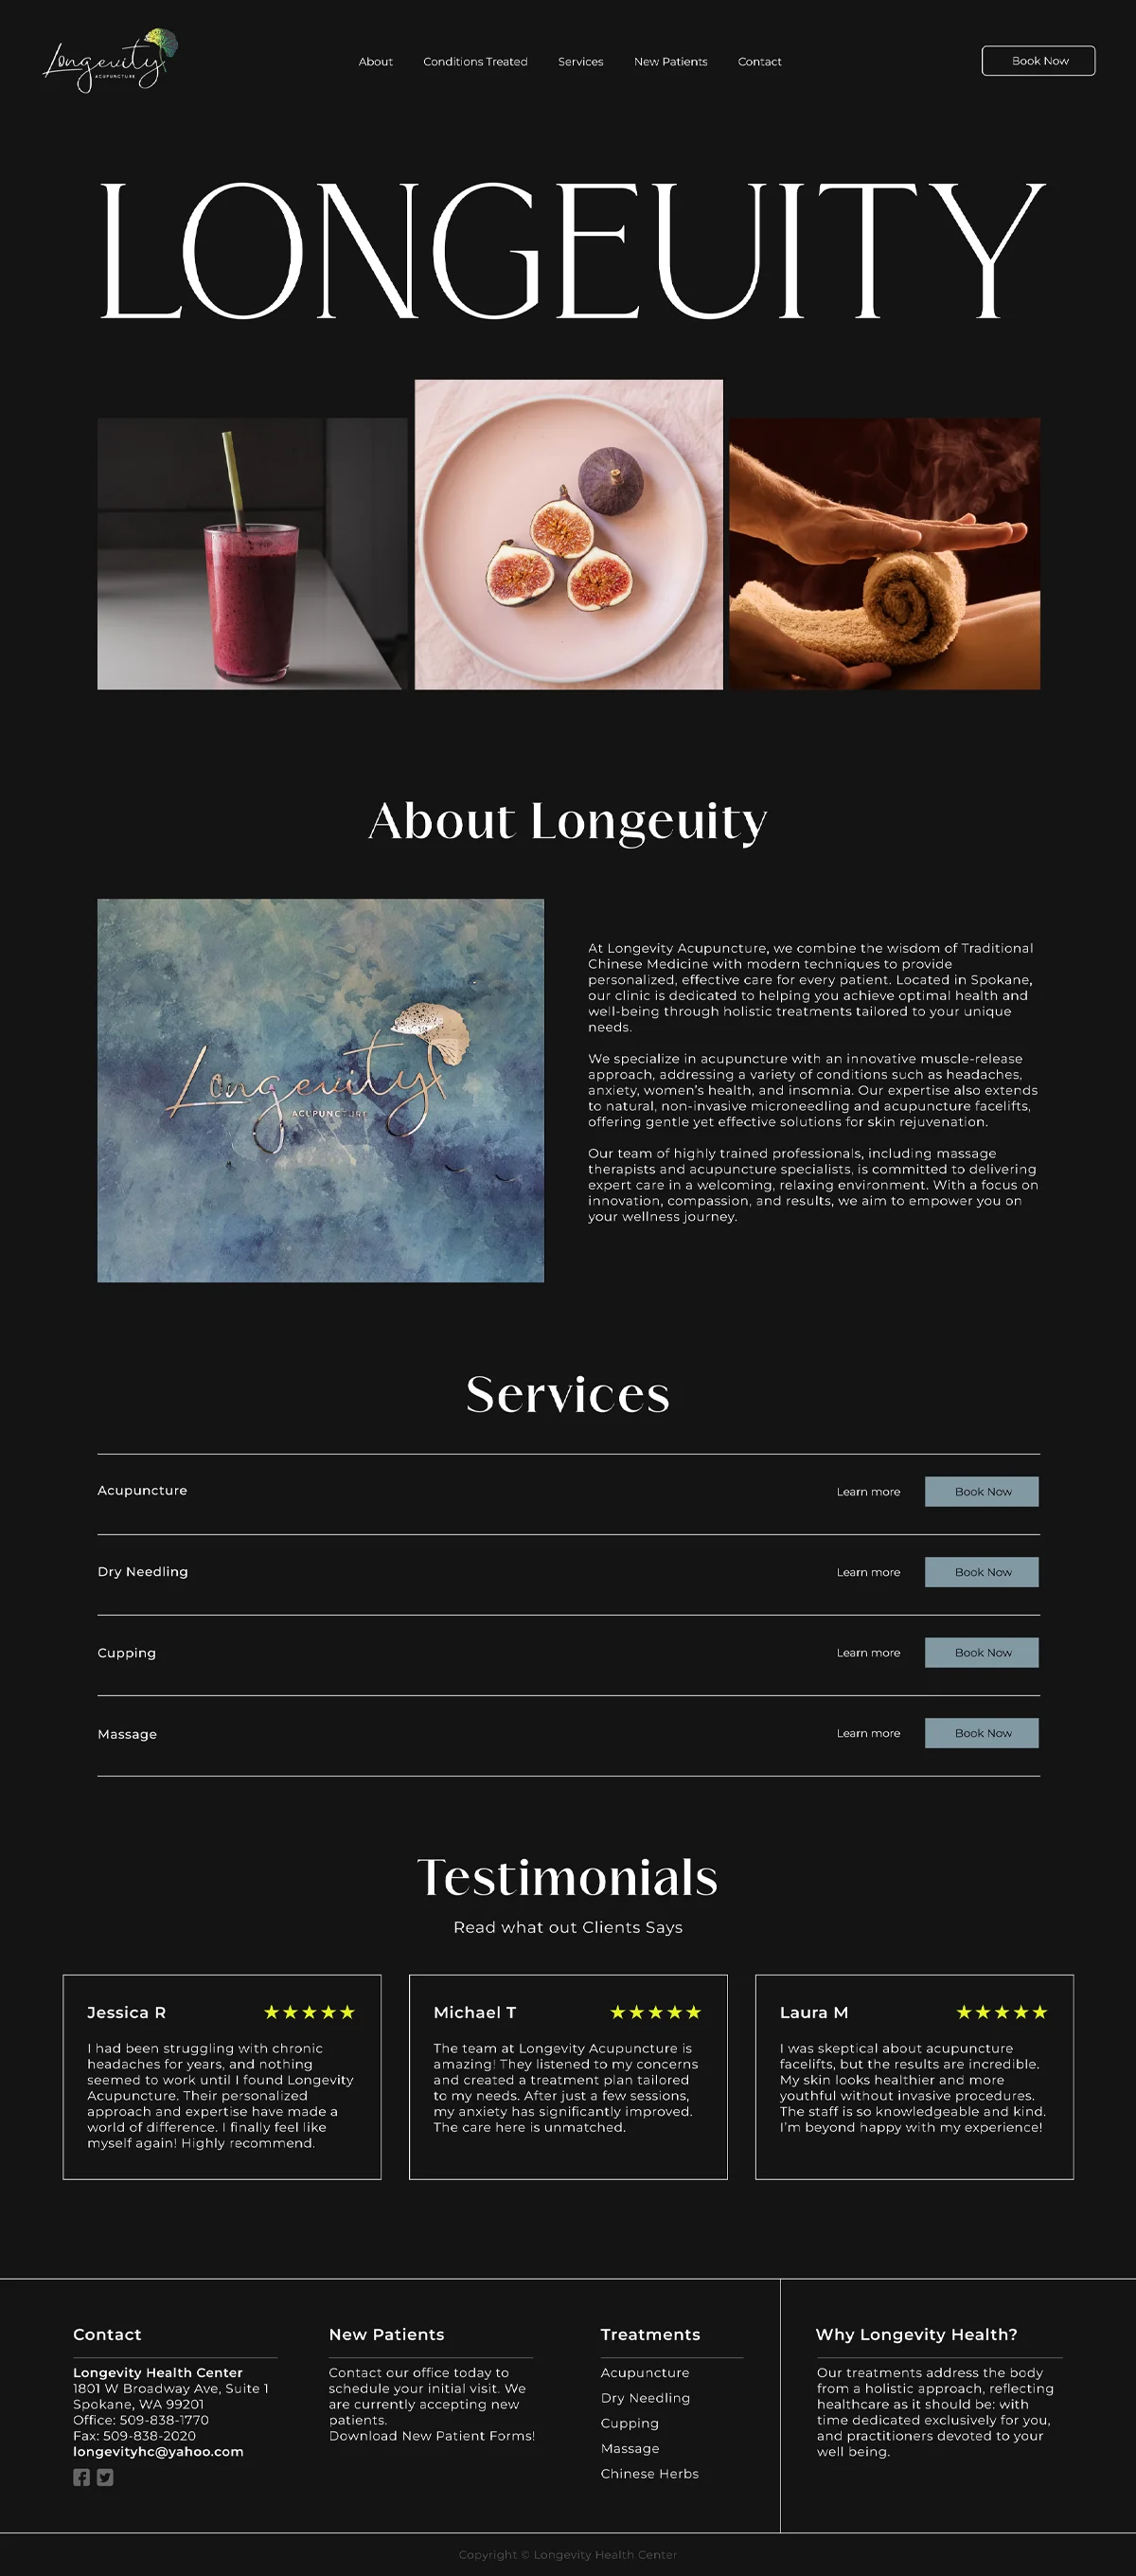 Longevity
ACUPUNCTURE
About Conditions Treated Services New Patients Contact
Book Now
LONGEUITY
About Longeuity
Longevity
ACUPUNCTURE
At Longevity Acupuncture, we combine the wisdom of Traditional
Chinese Medicine with modern techniques to provide
personalized, effective care for every patient. Located in Spokane,
our clinic is dedicated to helping you achieve optimal health and
well-being through holistic treatments tailored to your unique
needs.
We specialize in acupuncture with an innovative muscle-release
approach, addressing a variety of conditions such as headaches,
anxiety, women's health, and insomnia. Our expertise also extends
to natural, non-invasive microneedling and acupuncture facelifts,
offering gentle yet effective solutions for skin rejuvenation.
Our team of highly trained professionals, including massage
therapists and acupuncture specialists, is committed to delivering
expert care in a welcoming, relaxing environment. With a focus on
innovation, compassion, and results, we aim to empower you on
your wellness journey.
Services
Acupuncture Learn more Book Now
Dry Needling Learn more Book Now
Cupping Learn more Book Now
Massage Learn more Book Now
Testimonials
Read what out Clients Says
Jessica R ★★★★★
I had been struggling with chronic
headaches for years, and nothing
seemed to work until I found Longevity
Acupuncture. Their personalized
approach and expertise have made a
world of difference. I finally feel like
myself again! Highly recommend.
Michael T ★★★★★
The team at Longevity Acupuncture is
amazing! They listened to my concerns
and created a treatment plan tailored
to my needs. After just a few sessions,
my anxiety has significantly improved.
The care here is unmatched.
Laura M ★★★★★
I was skeptical about acupuncture
facelifts, but the results are incredible.
My skin looks healthier and more
youthful without invasive procedures.
The staff is so knowledgeable and kind.
I'm beyond happy with my experience!
Contact
Longevity Health Center
1801 W Broadway Ave, Suite 1
Spokane, WA 99201
Office: 509-838-1770
Fax: 509-838-2020
longevityhc@yahoo.com
New Patients
Contact our office today to
schedule your initial visit. We
are currently accepting new
patients.
Download New Patient Forms!
Treatments
Acupuncture
Dry Needling
Cupping
Massage
Chinese Herbs
Why Longevity Health?
Our treatments address the body
from a holistic approach, reflecting
healthcare as it should be: with
time dedicated exclusively for you,
and practitioners devoted to your
well being.
Copyright © Longevity Health Center